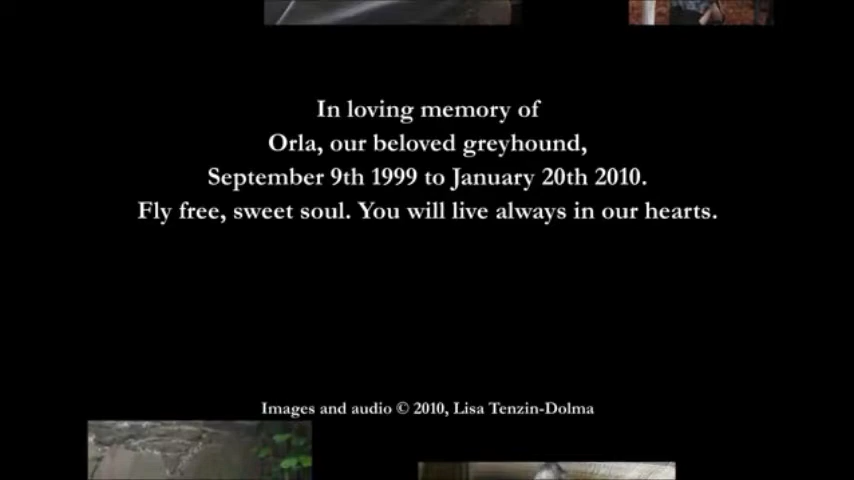 In loving memory of
Orla, our beloved greyhound,
September 9th 1999 to January 20th 2010.
Fly free, sweet soul. You will live always in our hearts.
Images and audio © 2010, Lisa Tenzin-Dolma